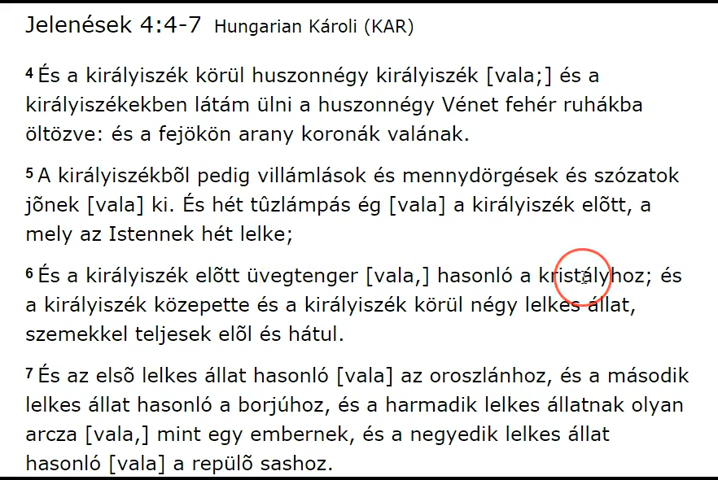 Jelenések 4:4-7 Hungarian Károli (KAR)
4 És a királyiszék körül huszonnégy királyiszék [vala;] és a
királyiszékekben látám ülni a huszonnégy Vénet fehér ruhákba
öltözve: és a fejökön arany koronák valának.
5 A királyiszékbõl pedig villámlások és mennydörgések és szózatok
jõnek [vala] ki. És hét tûzlámpás ég [vala] a királyiszék elõtt, a
mely az Istennek hét lelke;
6 És a királyiszék elõtt üvegtenger [vala,] hasonló a kristályhoz; és
a királyiszék közepette és a királyiszék körül négy lelkes állat,
szemekkel teljesek elõl és hátul.
7 És az elsõ lelkes állat hasonló [vala] az oroszlánhoz, és a második
lelkes állat hasonló a borjúhoz, és a harmadik lelkes állatnak olyan
arcza [vala,] mint egy embernek, és a negyedik lelkes állat
hasonló [vala] a repülõ sashoz.